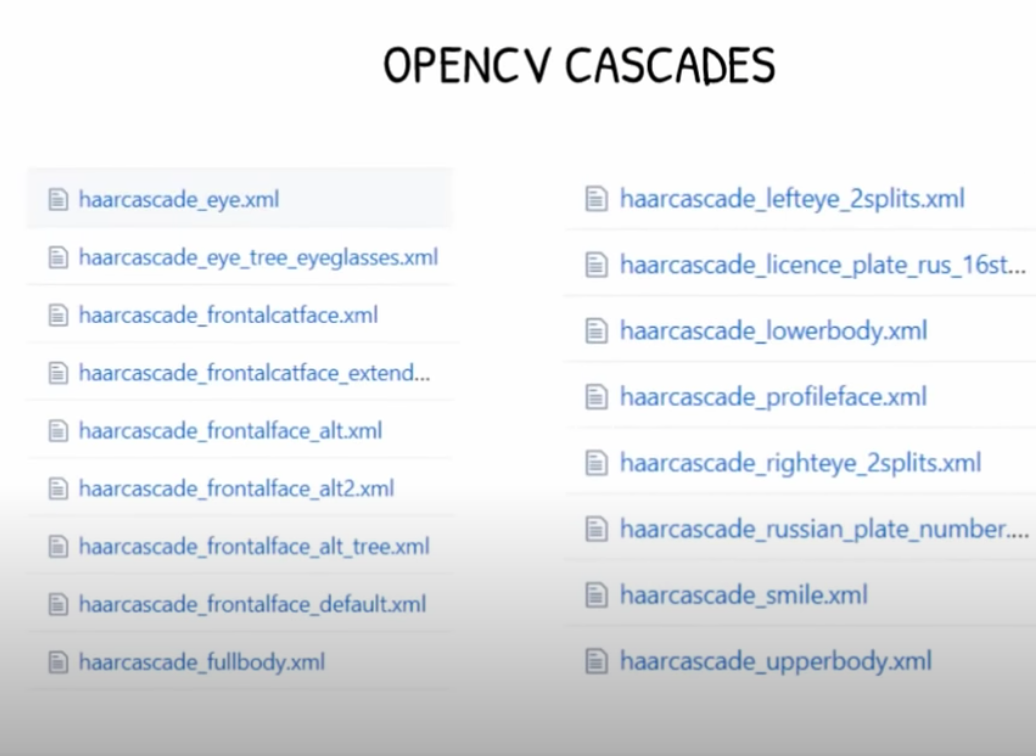 OPENCV CASCADES
haarcascade_eye.xml
haarcascade_eye_tree_eyeglasses.xml
haarcascade_frontalcatface.xml
haarcascade_frontalcatface_extend...
haarcascade_frontalface_alt.xml
haarcascade_frontalface_alt2.xml
haarcascade_frontalface_alt_tree.xml
haarcascade_frontalface_default.xml
haarcascade_fullbody.xml
haarcascade_lefteye_2splits.xml
haarcascade_licence_plate_rus_16st...
haarcascade_lowerbody.xml
haarcascade_profileface.xml
haarcascade_righteye_2splits.xml
haarcascade_russian_plate_number....
haarcascade_smile.xml
haarcascade_upperbody.xml